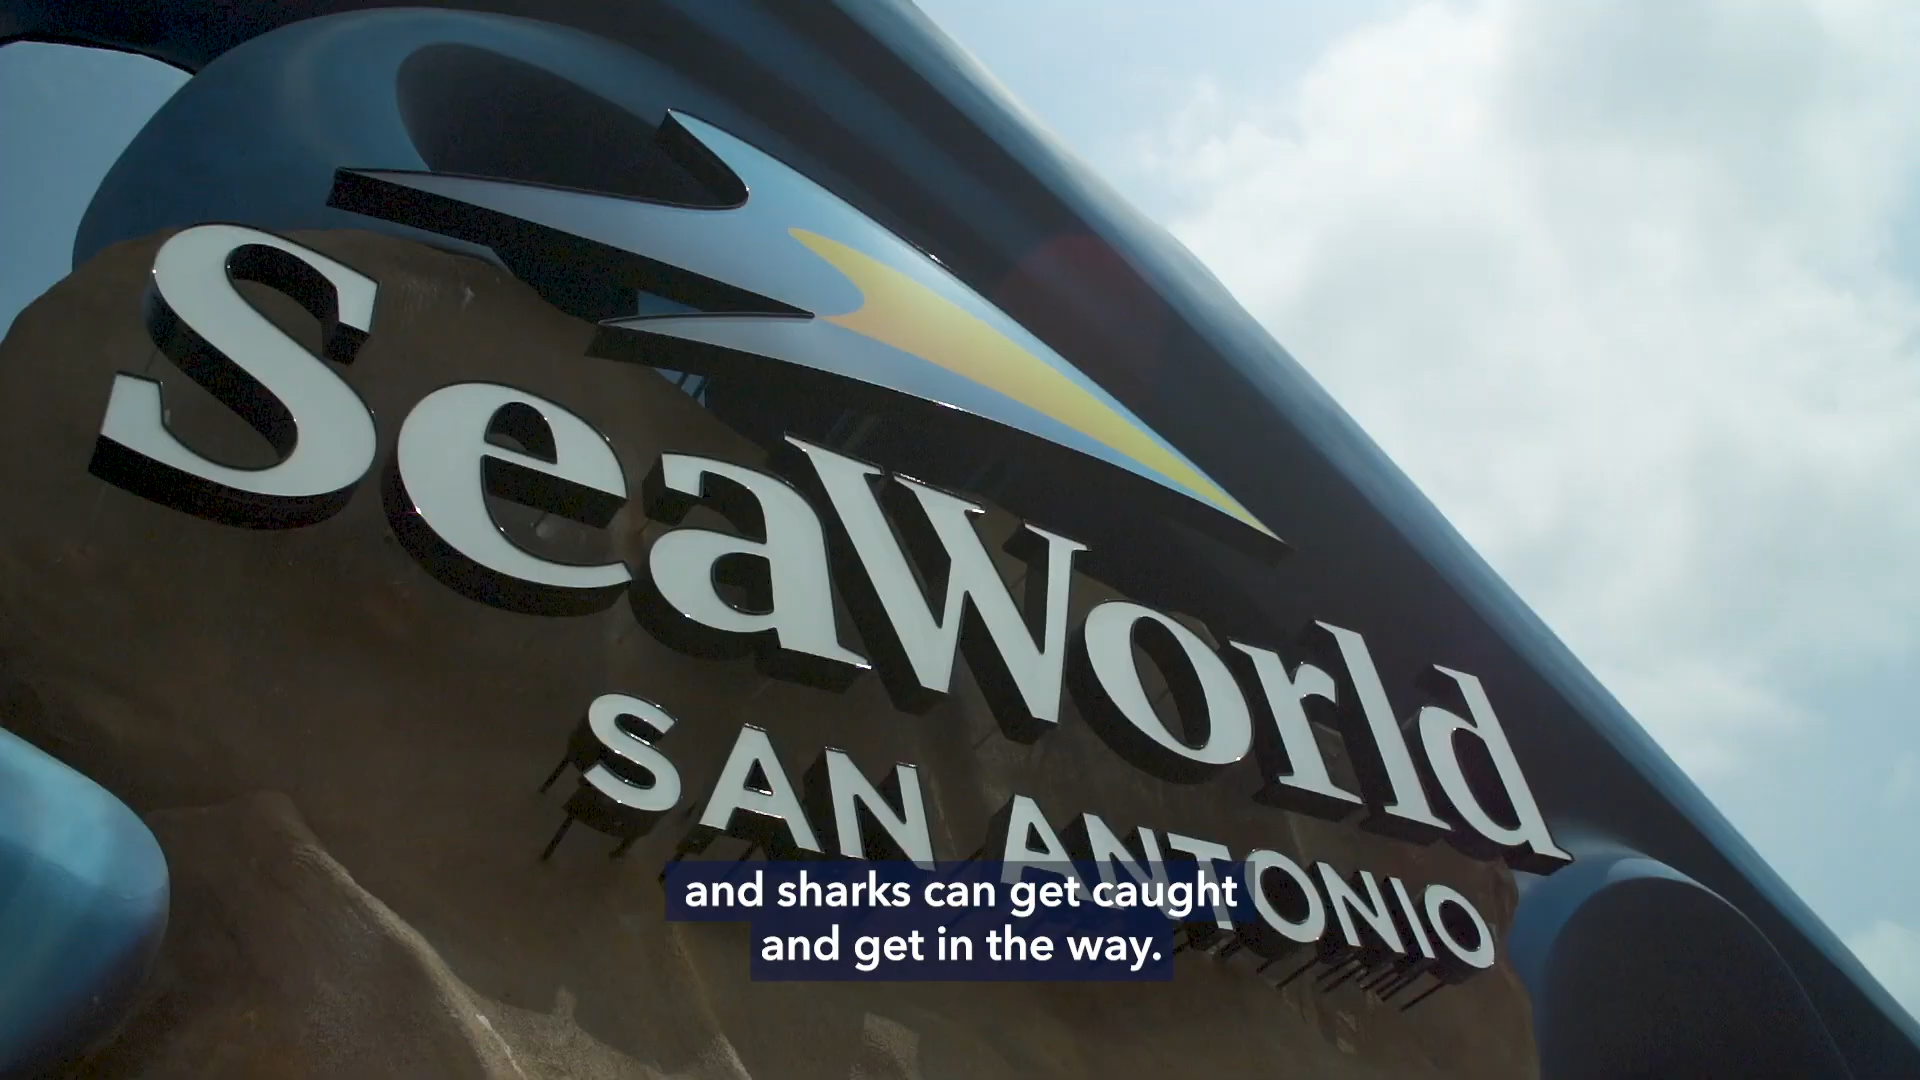 SeaWorld
SAN ANTONIO
and sharks can get caught
and get in the way.